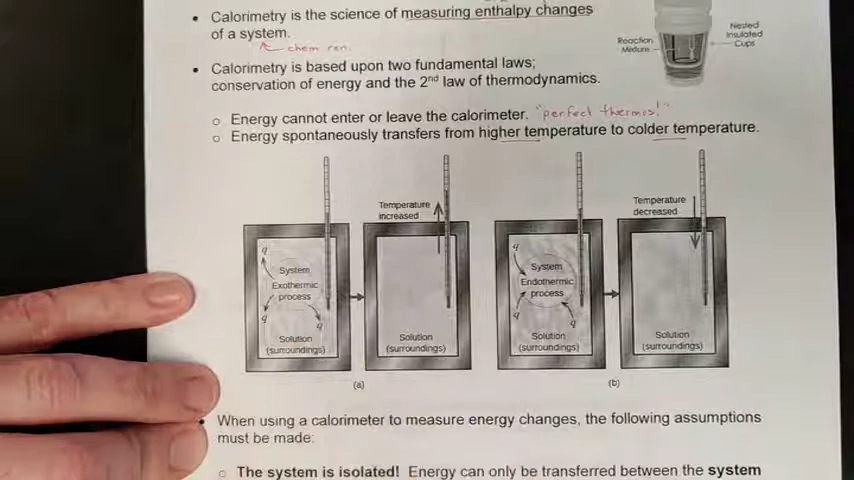 • Calorimetry is the science of measuring enthalpy changes
of a system.
chem rxn.
Reaction
Mixture
Nested
Insulated
Cups
• Calorimetry is based upon two fundamental laws;
conservation of energy and the 2nd law of thermodynamics.
○ Energy cannot enter or leave the calorimeter. "perfect thermos!"
○ Energy spontaneously transfers from higher temperature to colder temperature.
Temperature
increased
q
System
Exothermic
process
q
q
Solution
(surroundings)
Solution
(surroundings)
(a)
Temperature
decreased
q
System
Endothermic
process
q
q
Solution
(surroundings)
Solution
(surroundings)
(b)
• When using a calorimeter to measure energy changes, the following assumptions
must be made:
○ The system is isolated! Energy can only be transferred between the system